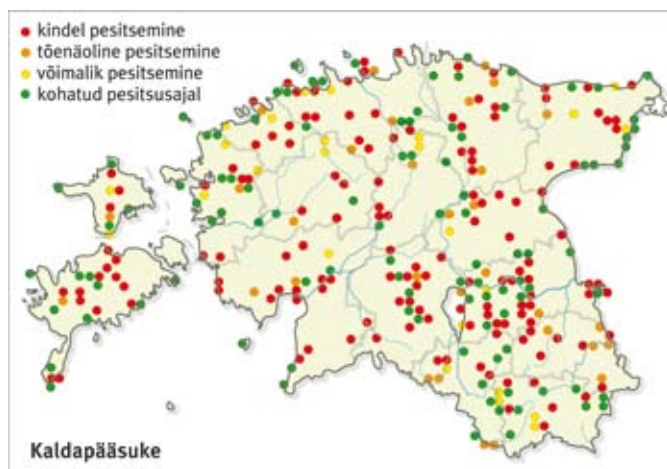 kindel pesitsemine
tõenäoline pesitsemine
võimalik pesitsemine
kohatud pesitsusajal
Kaldapääsuke